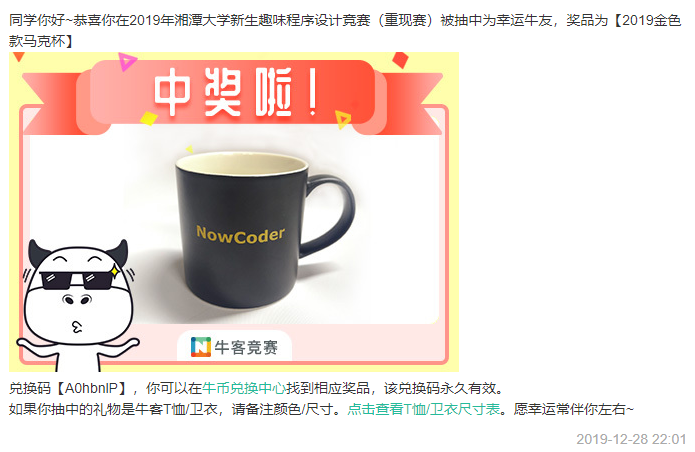 同学你好~恭喜你在2019年湘潭大学新生趣味程序设计竞赛（重现赛）被抽中为幸运牛友，奖品为【2019金色
款马克杯】
中奖啦！
NowCoder
牛客竞赛
兑换码【A0hbnIP】，你可以在牛币兑换中心找到相应奖品，该兑换码永久有效。
如果你抽中的礼物是牛客T恤/卫衣，请备注颜色/尺寸。点击查看T恤/卫衣尺寸表。愿幸运常伴你左右~
2019-12-28 22:01